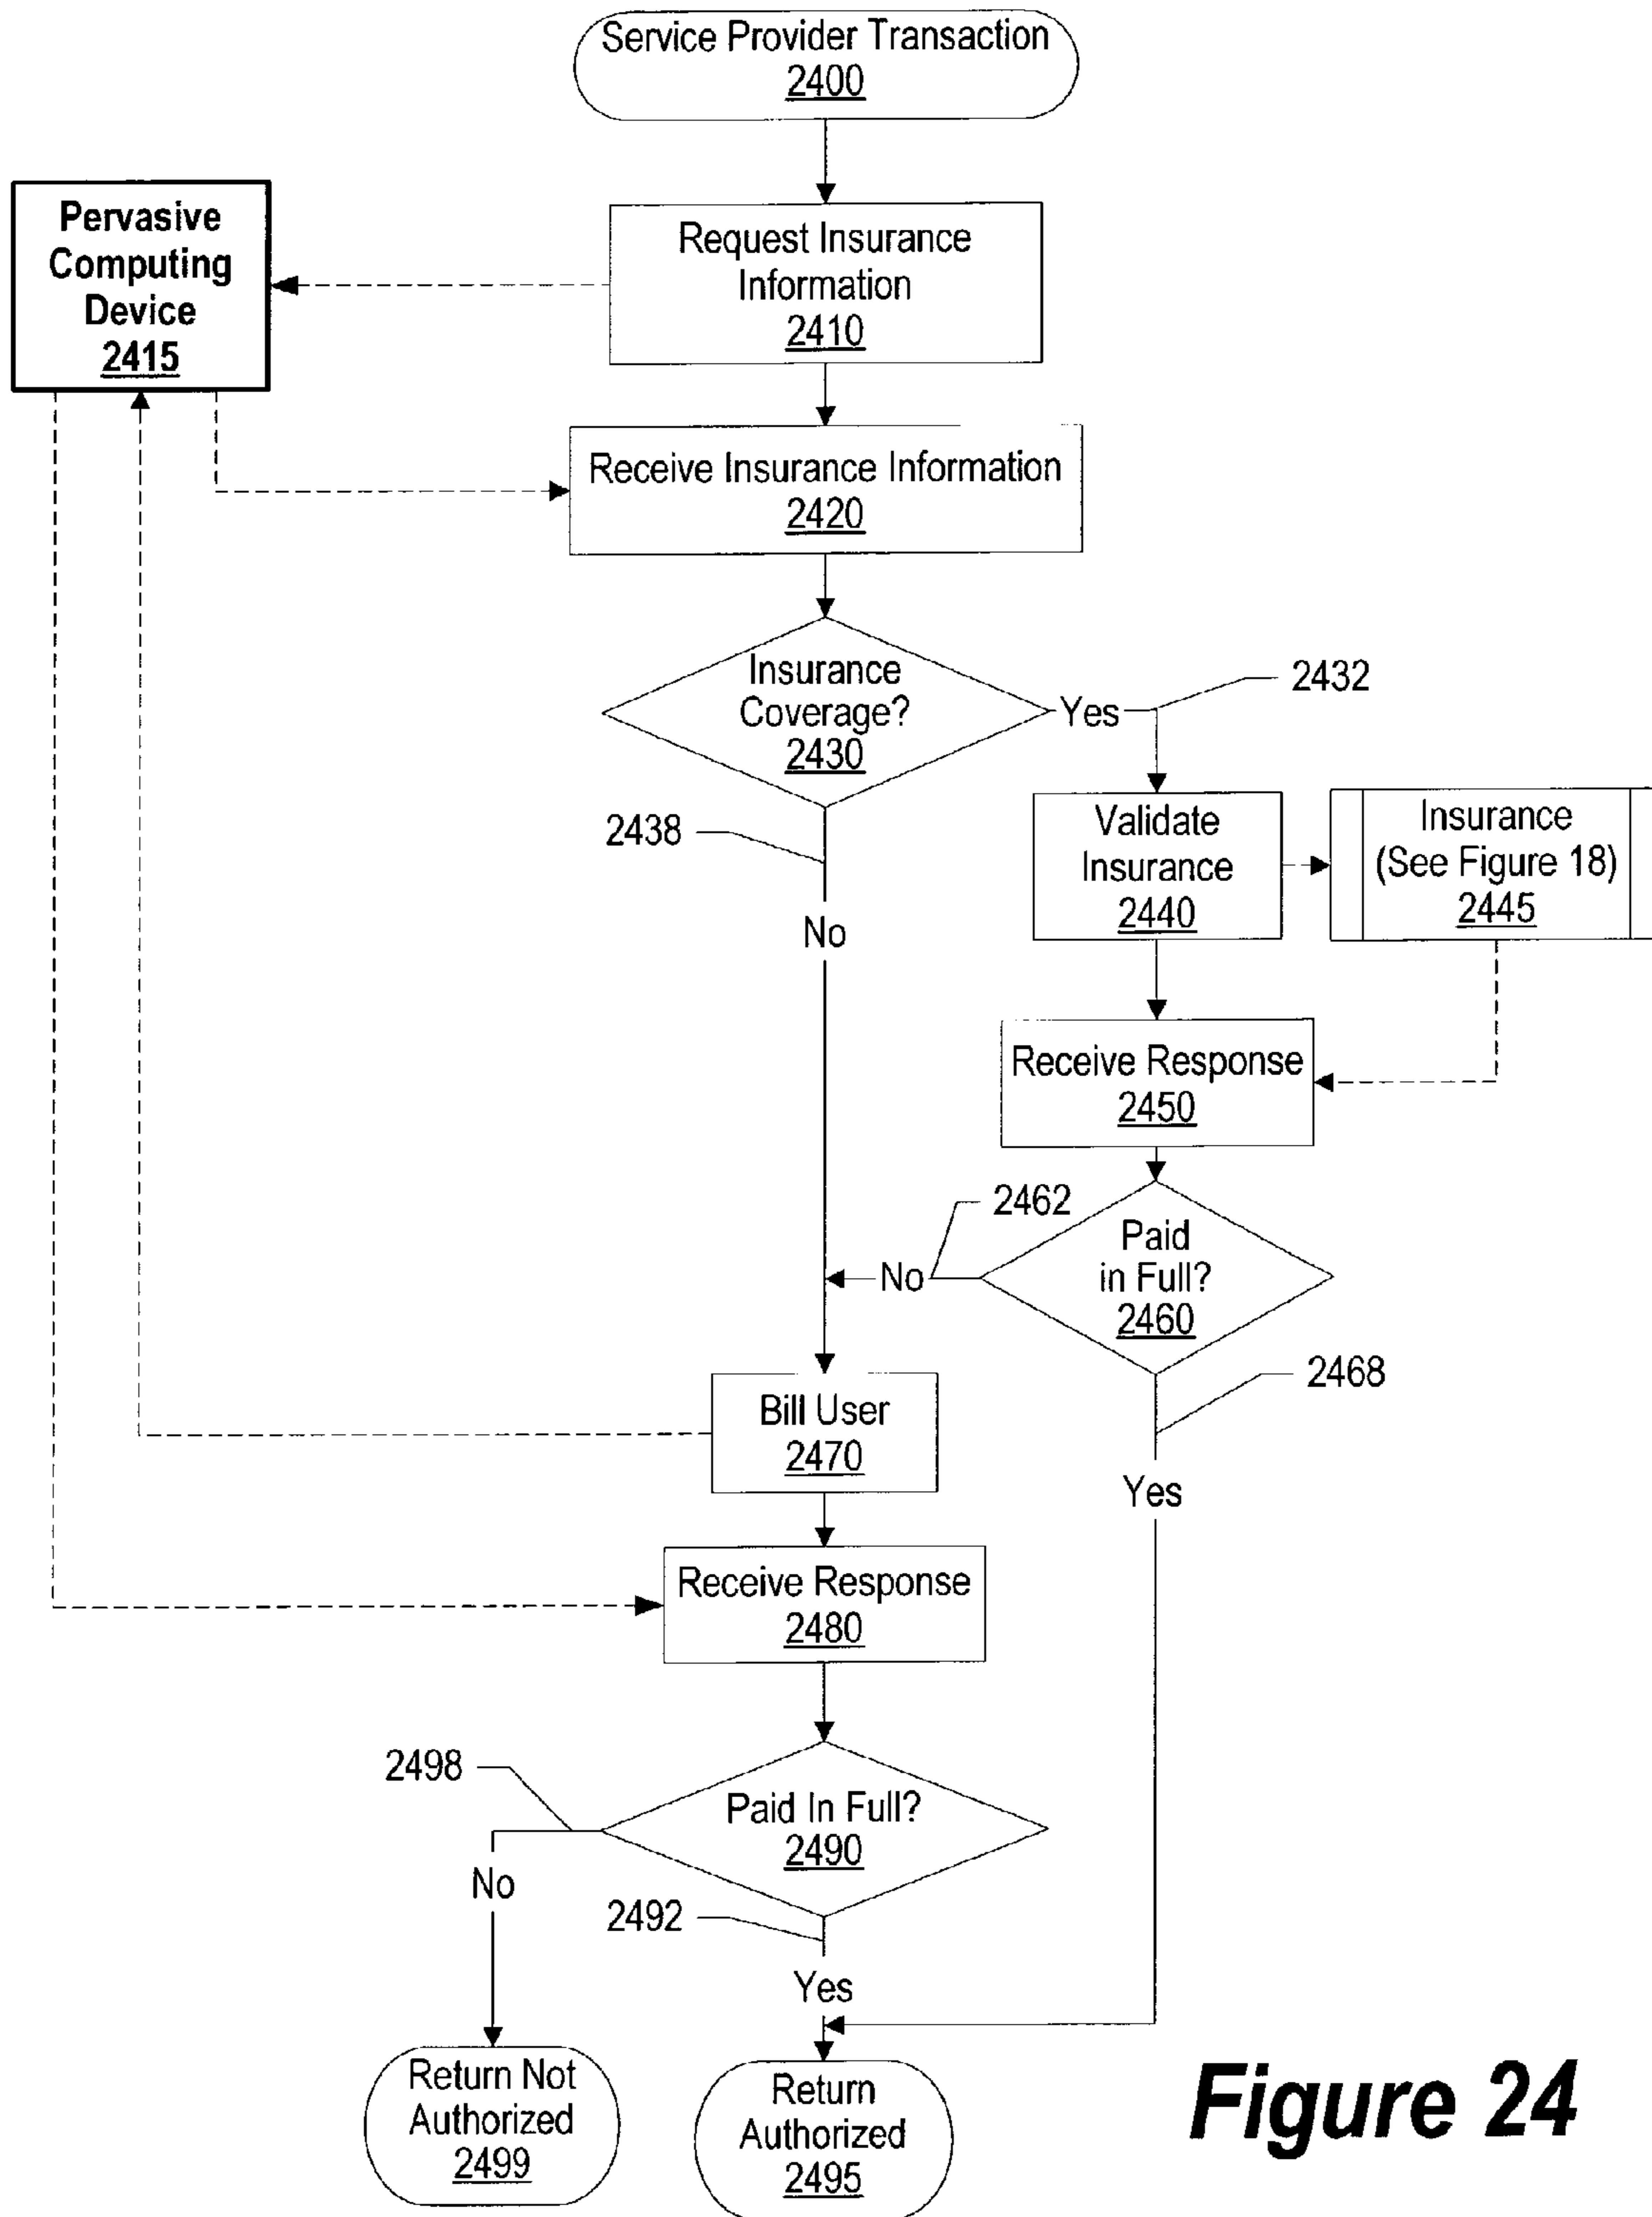 Service Provider Transaction
2400
Pervasive
Computing
Device
2415
Request Insurance
Information
2410
Receive Insurance Information
2420
Insurance
Coverage?
2430
Yes
2432
2438
No
Validate
Insurance
2440
Insurance
(See Figure 18)
2445
Receive Response
2450
2462
No
Paid
in Full?
2460
2468
Yes
Bill User
2470
Receive Response
2480
2498
Paid In Full?
2490
No
2492
Yes
Return Not
Authorized
2499
Return
Authorized
2495
Figure 24